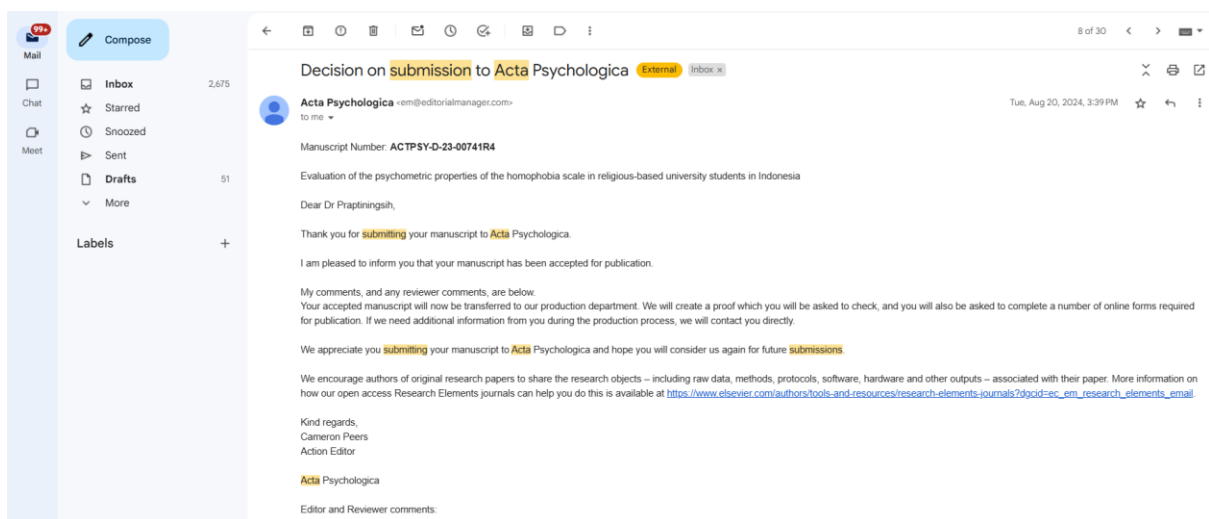 99+
Mail
Chat
Meet
Compose
Inbox 2,675
Starred
Snoozed
Sent
Drafts 51
More
Labels +
8 of 30
Decision on submission to Acta Psychologica External Inbox x
Acta Psychologica <em@editorialmanager.com> Tue, Aug 20, 2024, 3:39 PM
to me
Manuscript Number: ACTPSY-D-23-00741R4
Evaluation of the psychometric properties of the homophobia scale in religious-based university students in Indonesia
Dear Dr Praptiningsih,
Thank you for submitting your manuscript to Acta Psychologica.
I am pleased to inform you that your manuscript has been accepted for publication.
My comments, and any reviewer comments, are below.
Your accepted manuscript will now be transferred to our production department. We will create a proof which you will be asked to check, and you will also be asked to complete a number of online forms required
for publication. If we need additional information from you during the production process, we will contact you directly.
We appreciate you submitting your manuscript to Acta Psychologica and hope you will consider us again for future submissions.
We encourage authors of original research papers to share the research objects – including raw data, methods, protocols, software, hardware and other outputs – associated with their paper. More information on
how our open access Research Elements journals can help you do this is available at https://www.elsevier.com/authors/tools-and-resources/research-elements-journals?dgcid=ec_em_research_elements_email.
Kind regards,
Cameron Peers
Action Editor
Acta Psychologica
Editor and Reviewer comments: